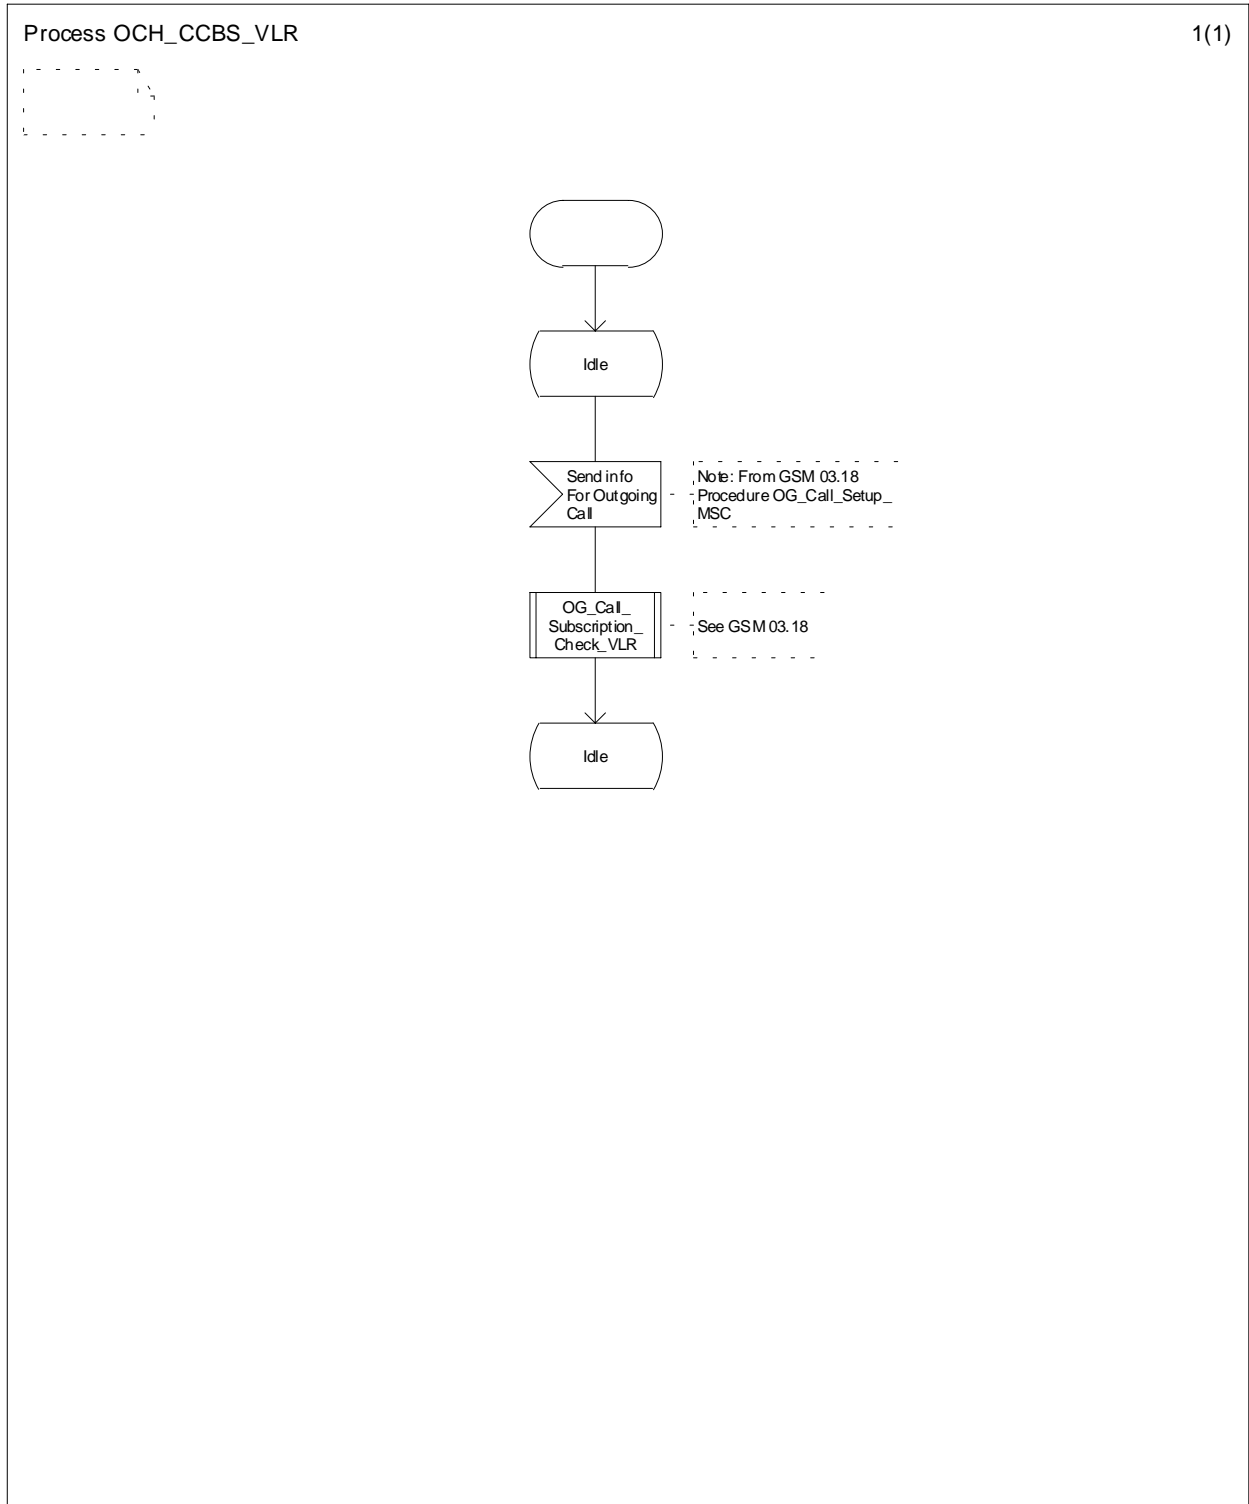 Process OCH_CCBS_VLR
1(1)
Idle
Send info
For Outgoing
Call
Note: From GSM 03.18
Procedure OG_Call_Setup_
MSC
OG_Call_
Subscription_
Check_VLR
See GSM 03.18
Idle